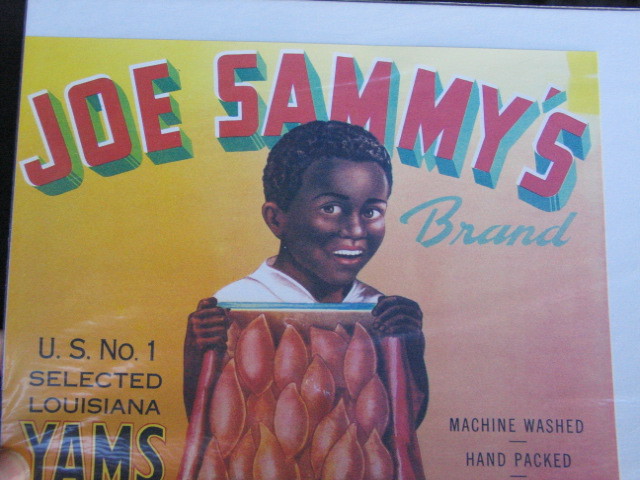 JOE SAMMY'S
Brand
U. S. No. 1
SELECTED
LOUISIANA
YAMS
MACHINE WASHED
HAND PACKED